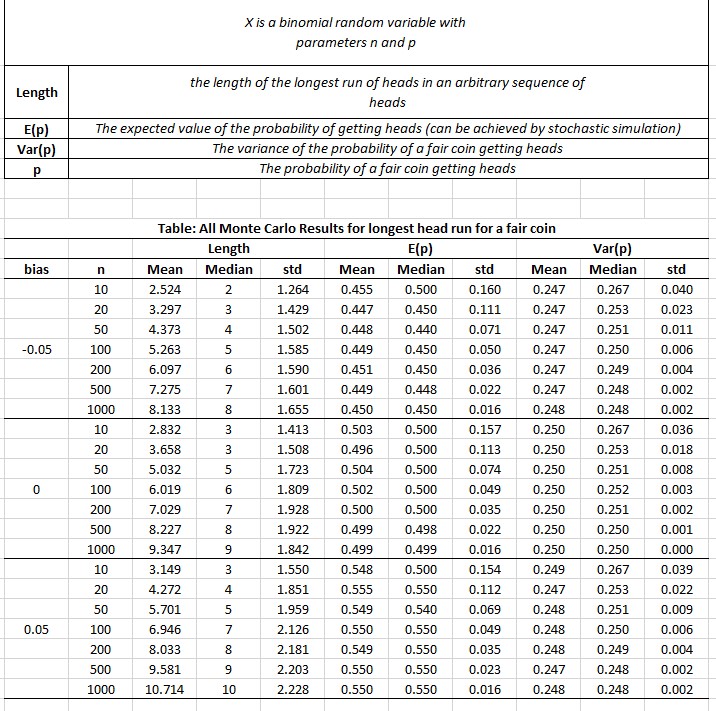 X is a binomial random variable with
parameters n and p
Length the length of the longest run of heads in an arbitrary sequence of
heads
E(p) The expected value of the probability of getting heads (can be achieved by stochastic simulation)
Var(p) The variance of the probability of a fair coin getting heads
p The probability of a fair coin getting heads
Table: All Monte Carlo Results for longest head run for a fair coin
Length E(p) Var(p)
bias n Mean Median std Mean Median std Mean Median std
10 2.524 2 1.264 0.455 0.500 0.160 0.247 0.267 0.040
20 3.297 3 1.429 0.447 0.450 0.111 0.247 0.253 0.023
50 4.373 4 1.502 0.448 0.440 0.071 0.247 0.251 0.011
-0.05 100 5.263 5 1.585 0.449 0.450 0.050 0.247 0.250 0.006
200 6.097 6 1.590 0.451 0.450 0.036 0.247 0.249 0.004
500 7.275 7 1.601 0.449 0.448 0.022 0.247 0.248 0.002
1000 8.133 8 1.655 0.450 0.450 0.016 0.248 0.248 0.002
10 2.832 3 1.413 0.503 0.500 0.157 0.250 0.267 0.036
20 3.658 3 1.508 0.496 0.500 0.113 0.250 0.253 0.018
50 5.032 5 1.723 0.504 0.500 0.074 0.250 0.251 0.008
0 100 6.019 6 1.809 0.502 0.500 0.049 0.250 0.252 0.003
200 7.029 7 1.928 0.500 0.500 0.035 0.250 0.251 0.002
500 8.227 8 1.922 0.499 0.498 0.022 0.250 0.250 0.001
1000 9.347 9 1.842 0.499 0.499 0.016 0.250 0.250 0.000
10 3.149 3 1.550 0.548 0.500 0.154 0.249 0.267 0.039
20 4.272 4 1.851 0.555 0.550 0.112 0.247 0.253 0.022
50 5.701 5 1.959 0.549 0.540 0.069 0.248 0.251 0.009
0.05 100 6.946 7 2.126 0.550 0.550 0.049 0.248 0.250 0.006
200 8.033 8 2.181 0.549 0.550 0.035 0.248 0.249 0.004
500 9.581 9 2.203 0.550 0.550 0.023 0.247 0.248 0.002
1000 10.714 10 2.228 0.550 0.550 0.016 0.248 0.248 0.002